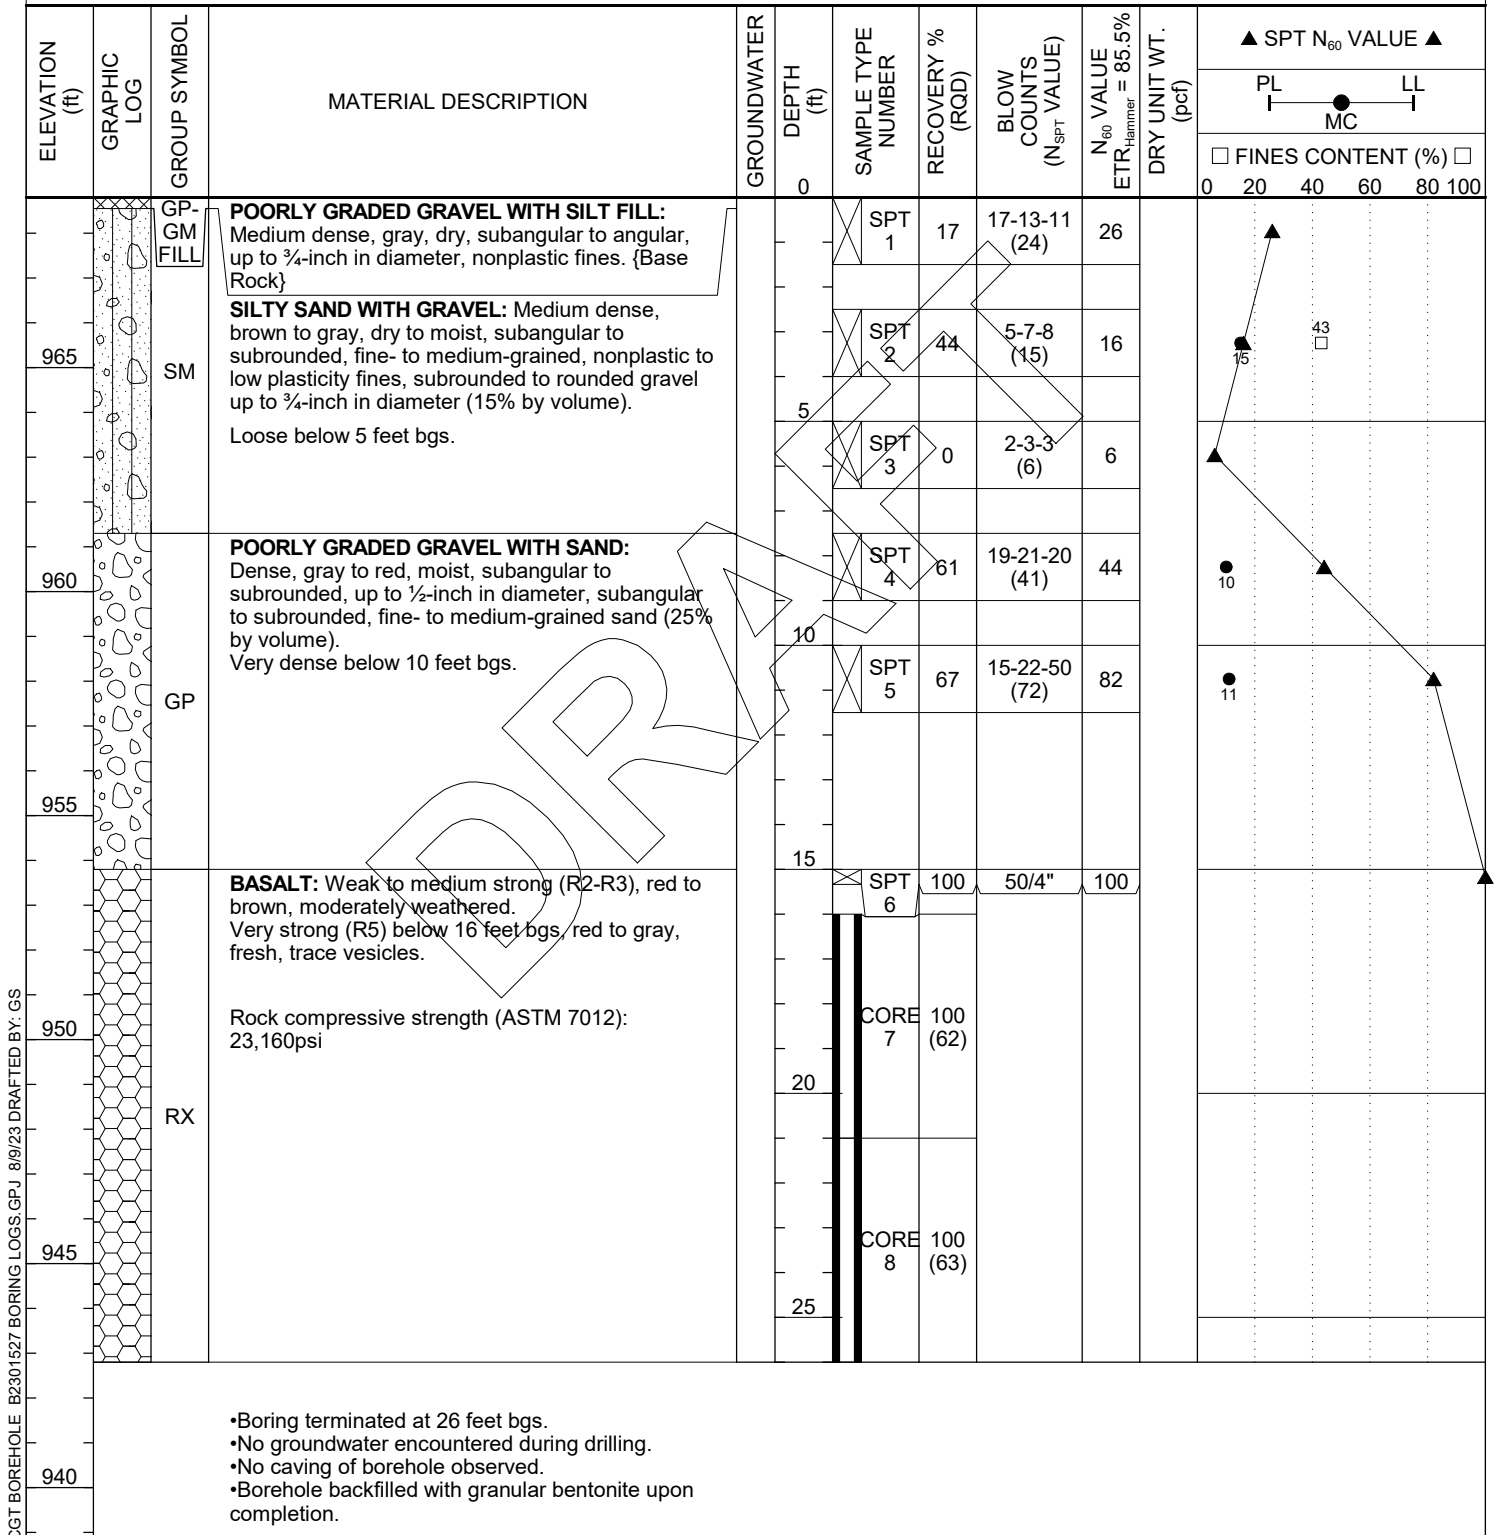 ELEVATION
(ft)
GRAPHIC
LOG
GROUP SYMBOL
MATERIAL DESCRIPTION
GROUNDWATER
DEPTH
(ft)
0
SAMPLE TYPE
NUMBER
RECOVERY %
(RQD)
BLOW
COUNTS
(N_SPT VALUE)
N_60 VALUE
ETR_Hammer = 85.5%
DRY UNIT WT.
(pcf)
▲ SPT N_60 VALUE ▲
PL LL
MC
□ FINES CONTENT (%) □
0 20 40 60 80 100
GP-
GM
FILL
POORLY GRADED GRAVEL WITH SILT FILL:
Medium dense, gray, dry, subangular to angular,
up to ¾-inch in diameter, nonplastic fines. {Base
Rock}
SPT
1
17
17-13-11
(24)
26
SILTY SAND WITH GRAVEL: Medium dense,
brown to gray, dry to moist, subangular to
subrounded, fine- to medium-grained, nonplastic to
low plasticity fines, subrounded to rounded gravel
up to ¾-inch in diameter (15% by volume).
Loose below 5 feet bgs.
965
SM
SPT
2
44
5-7-8
(15)
16
15
43
5
SPT
3
0
2-3-3
(6)
6
POORLY GRADED GRAVEL WITH SAND:
Dense, gray to red, moist, subangular to
subrounded, up to ½-inch in diameter, subangular
to subrounded, fine- to medium-grained sand (25%
by volume).
Very dense below 10 feet bgs.
960
GP
SPT
4
61
19-21-20
(41)
44
10
10
SPT
5
67
15-22-50
(72)
82
11
955
15
BASALT: Weak to medium strong (R2-R3), red to
brown, moderately weathered.
Very strong (R5) below 16 feet bgs, red to gray,
fresh, trace vesicles.
SPT
6
100
50/4"
100
Rock compressive strength (ASTM 7012):
23,160psi
950
RX
CORE
7
100
(62)
20
945
CORE
8
100
(63)
25
•Boring terminated at 26 feet bgs.
•No groundwater encountered during drilling.
•No caving of borehole observed.
•Borehole backfilled with granular bentonite upon
completion.
940
DRAFT
CGT BOREHOLE B2301527 BORING LOGS.GPJ 8/9/23 DRAFTED BY: GS